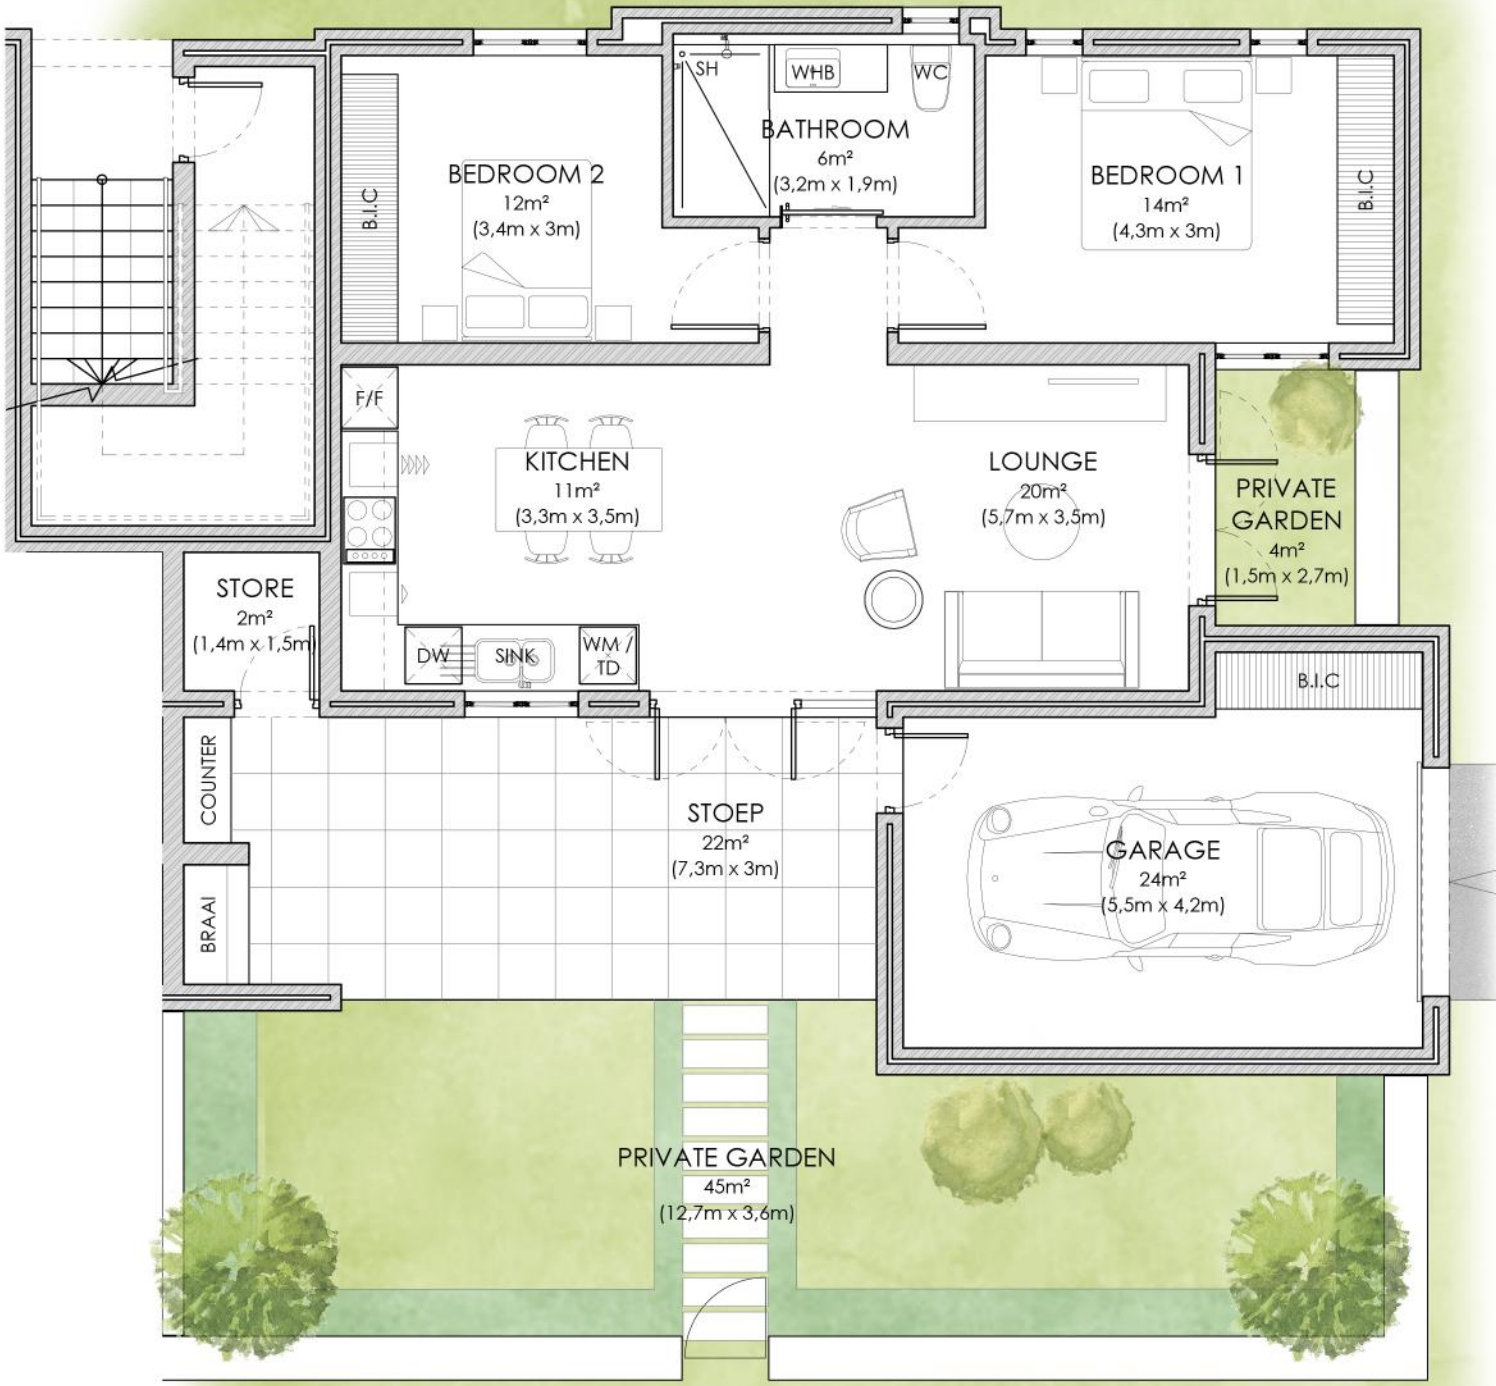 SH
WHB
WC
BATHROOM
6m²
(3,2m x 1,9m)
BEDROOM 2
12m²
(3,4m x 3m)
B.I.C
BEDROOM 1
14m²
(4,3m x 3m)
B.I.C
F/F
KITCHEN
11m²
(3,3m x 3,5m)
LOUNGE
20m²
(5,7m x 3,5m)
PRIVATE
GARDEN
4m²
(1,5m x 2,7m)
STORE
2m²
(1,4m x 1,5m)
DW
SINK
WM /
TD
B.I.C
COUNTER
STOEP
22m²
(7,3m x 3m)
GARAGE
24m²
(5,5m x 4,2m)
BRAAI
PRIVATE GARDEN
45m²
(12,7m x 3,6m)